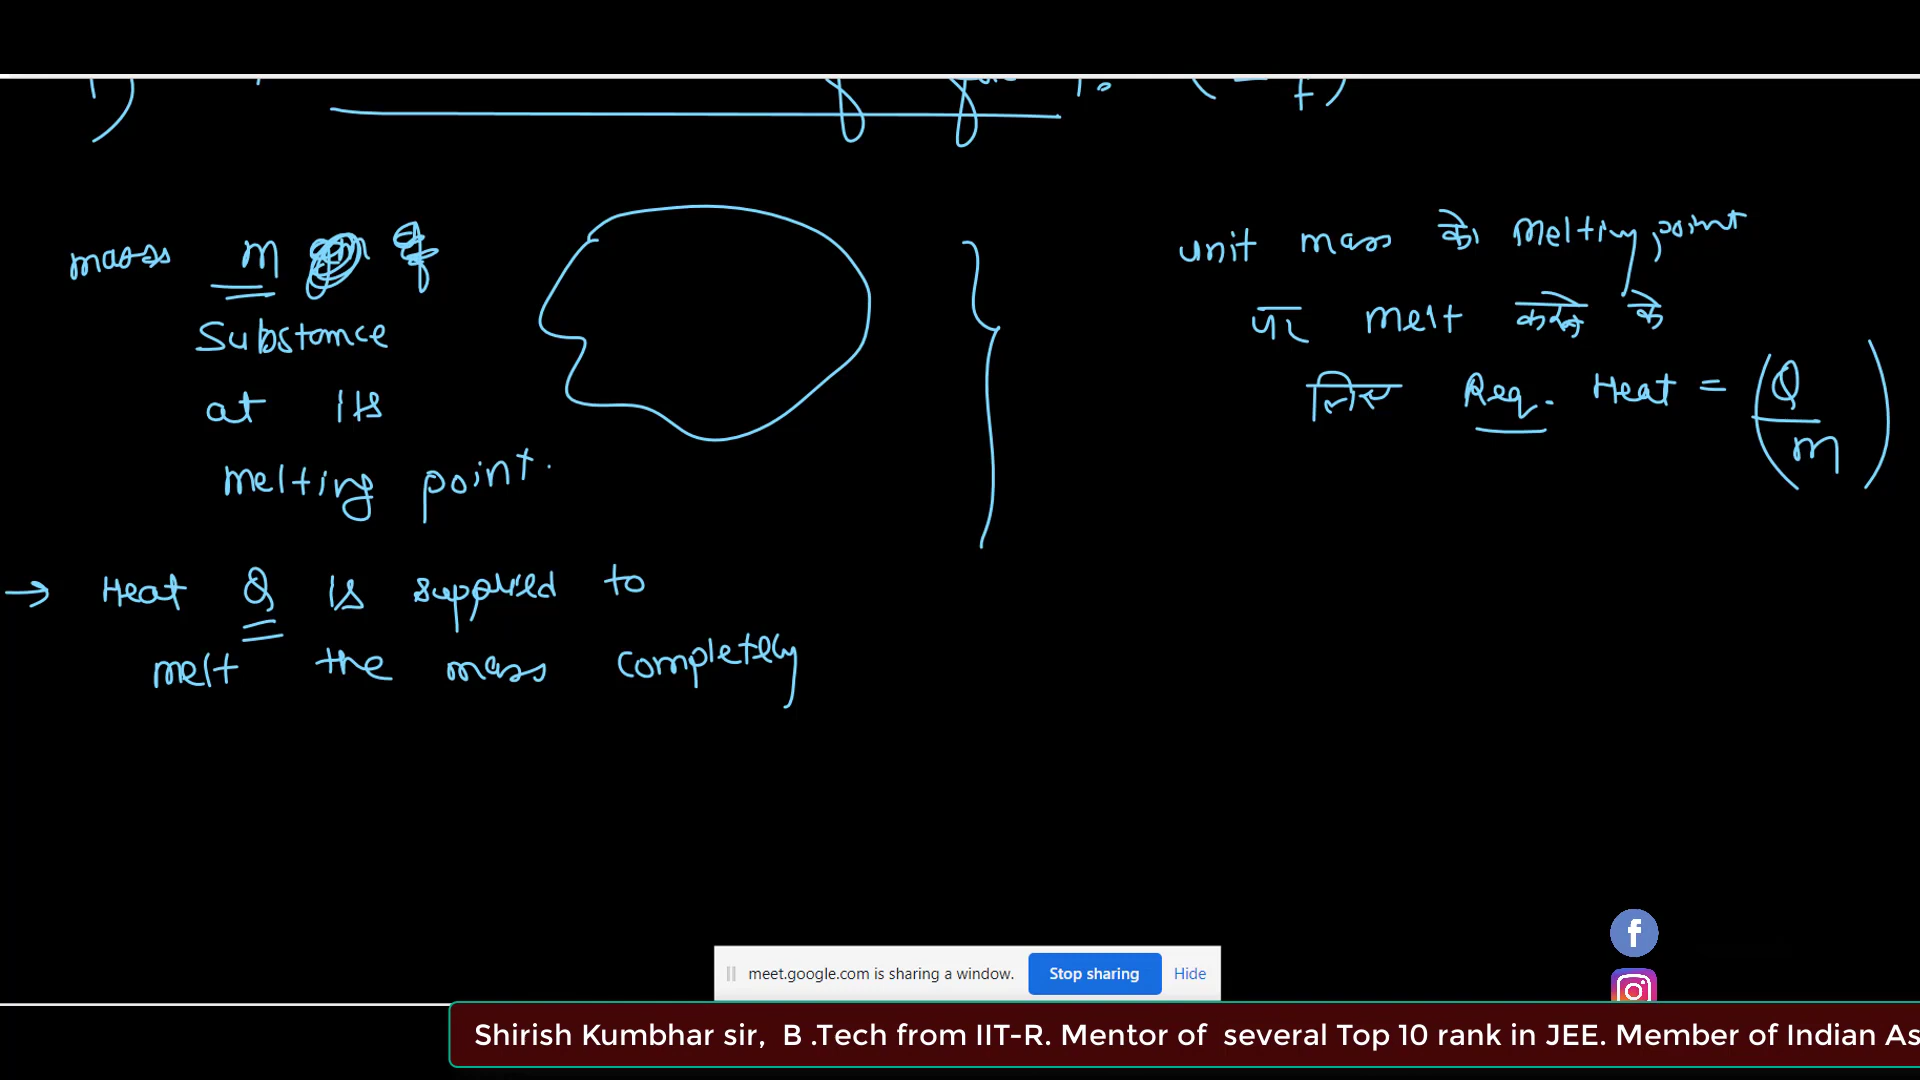 mass m of
Substance
at its
melting point.
→ Heat Q is supplied to
melt the mass completely
unit mass को melting point
पर melt करने के
लिए Req. Heat = (Q/m)
meet.google.com is sharing a window. Stop sharing Hide
Shirish Kumbhar sir, B .Tech from IIT-R. Mentor of several Top 10 rank in JEE. Member of Indian As